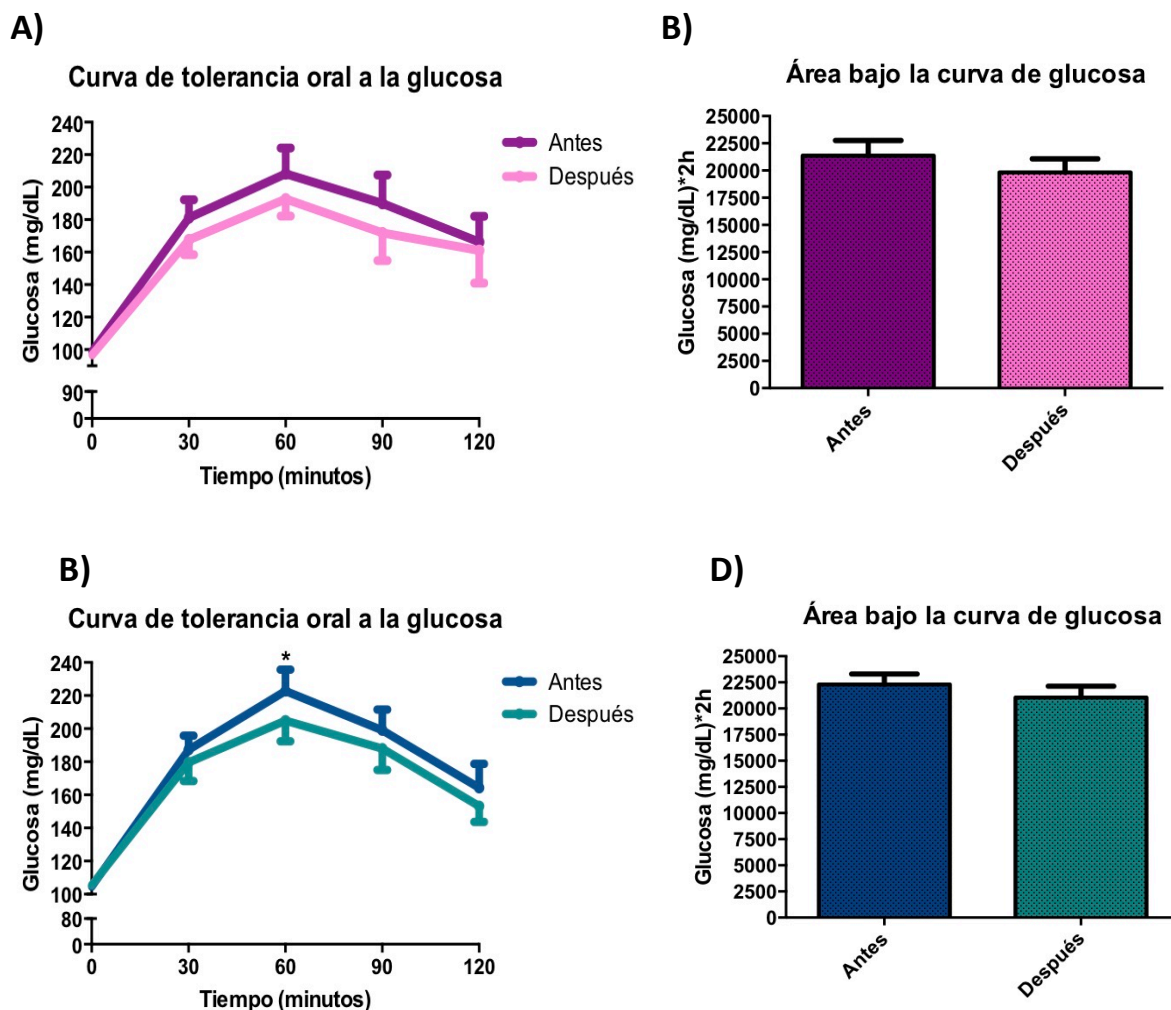 A)
Curva de tolerancia oral a la glucosa
240
220
200
180
160
140
120
100
90
0
Glucosa (mg/dL)
0 30 60 90 120
Tiempo (minutos)
Antes
Después
B)
Área bajo la curva de glucosa
25000
22500
20000
17500
15000
12500
10000
7500
5000
2500
0
Glucosa (mg/dL)*2h
Antes
Después
B)
Curva de tolerancia oral a la glucosa
*
240
220
200
180
160
140
120
100
80
0
Glucosa (mg/dL)
0 30 60 90 120
Tiempo (minutos)
Antes
Después
D)
Área bajo la curva de glucosa
25000
22500
20000
17500
15000
12500
10000
7500
5000
2500
0
Glucosa (mg/dL)*2h
Antes
Después